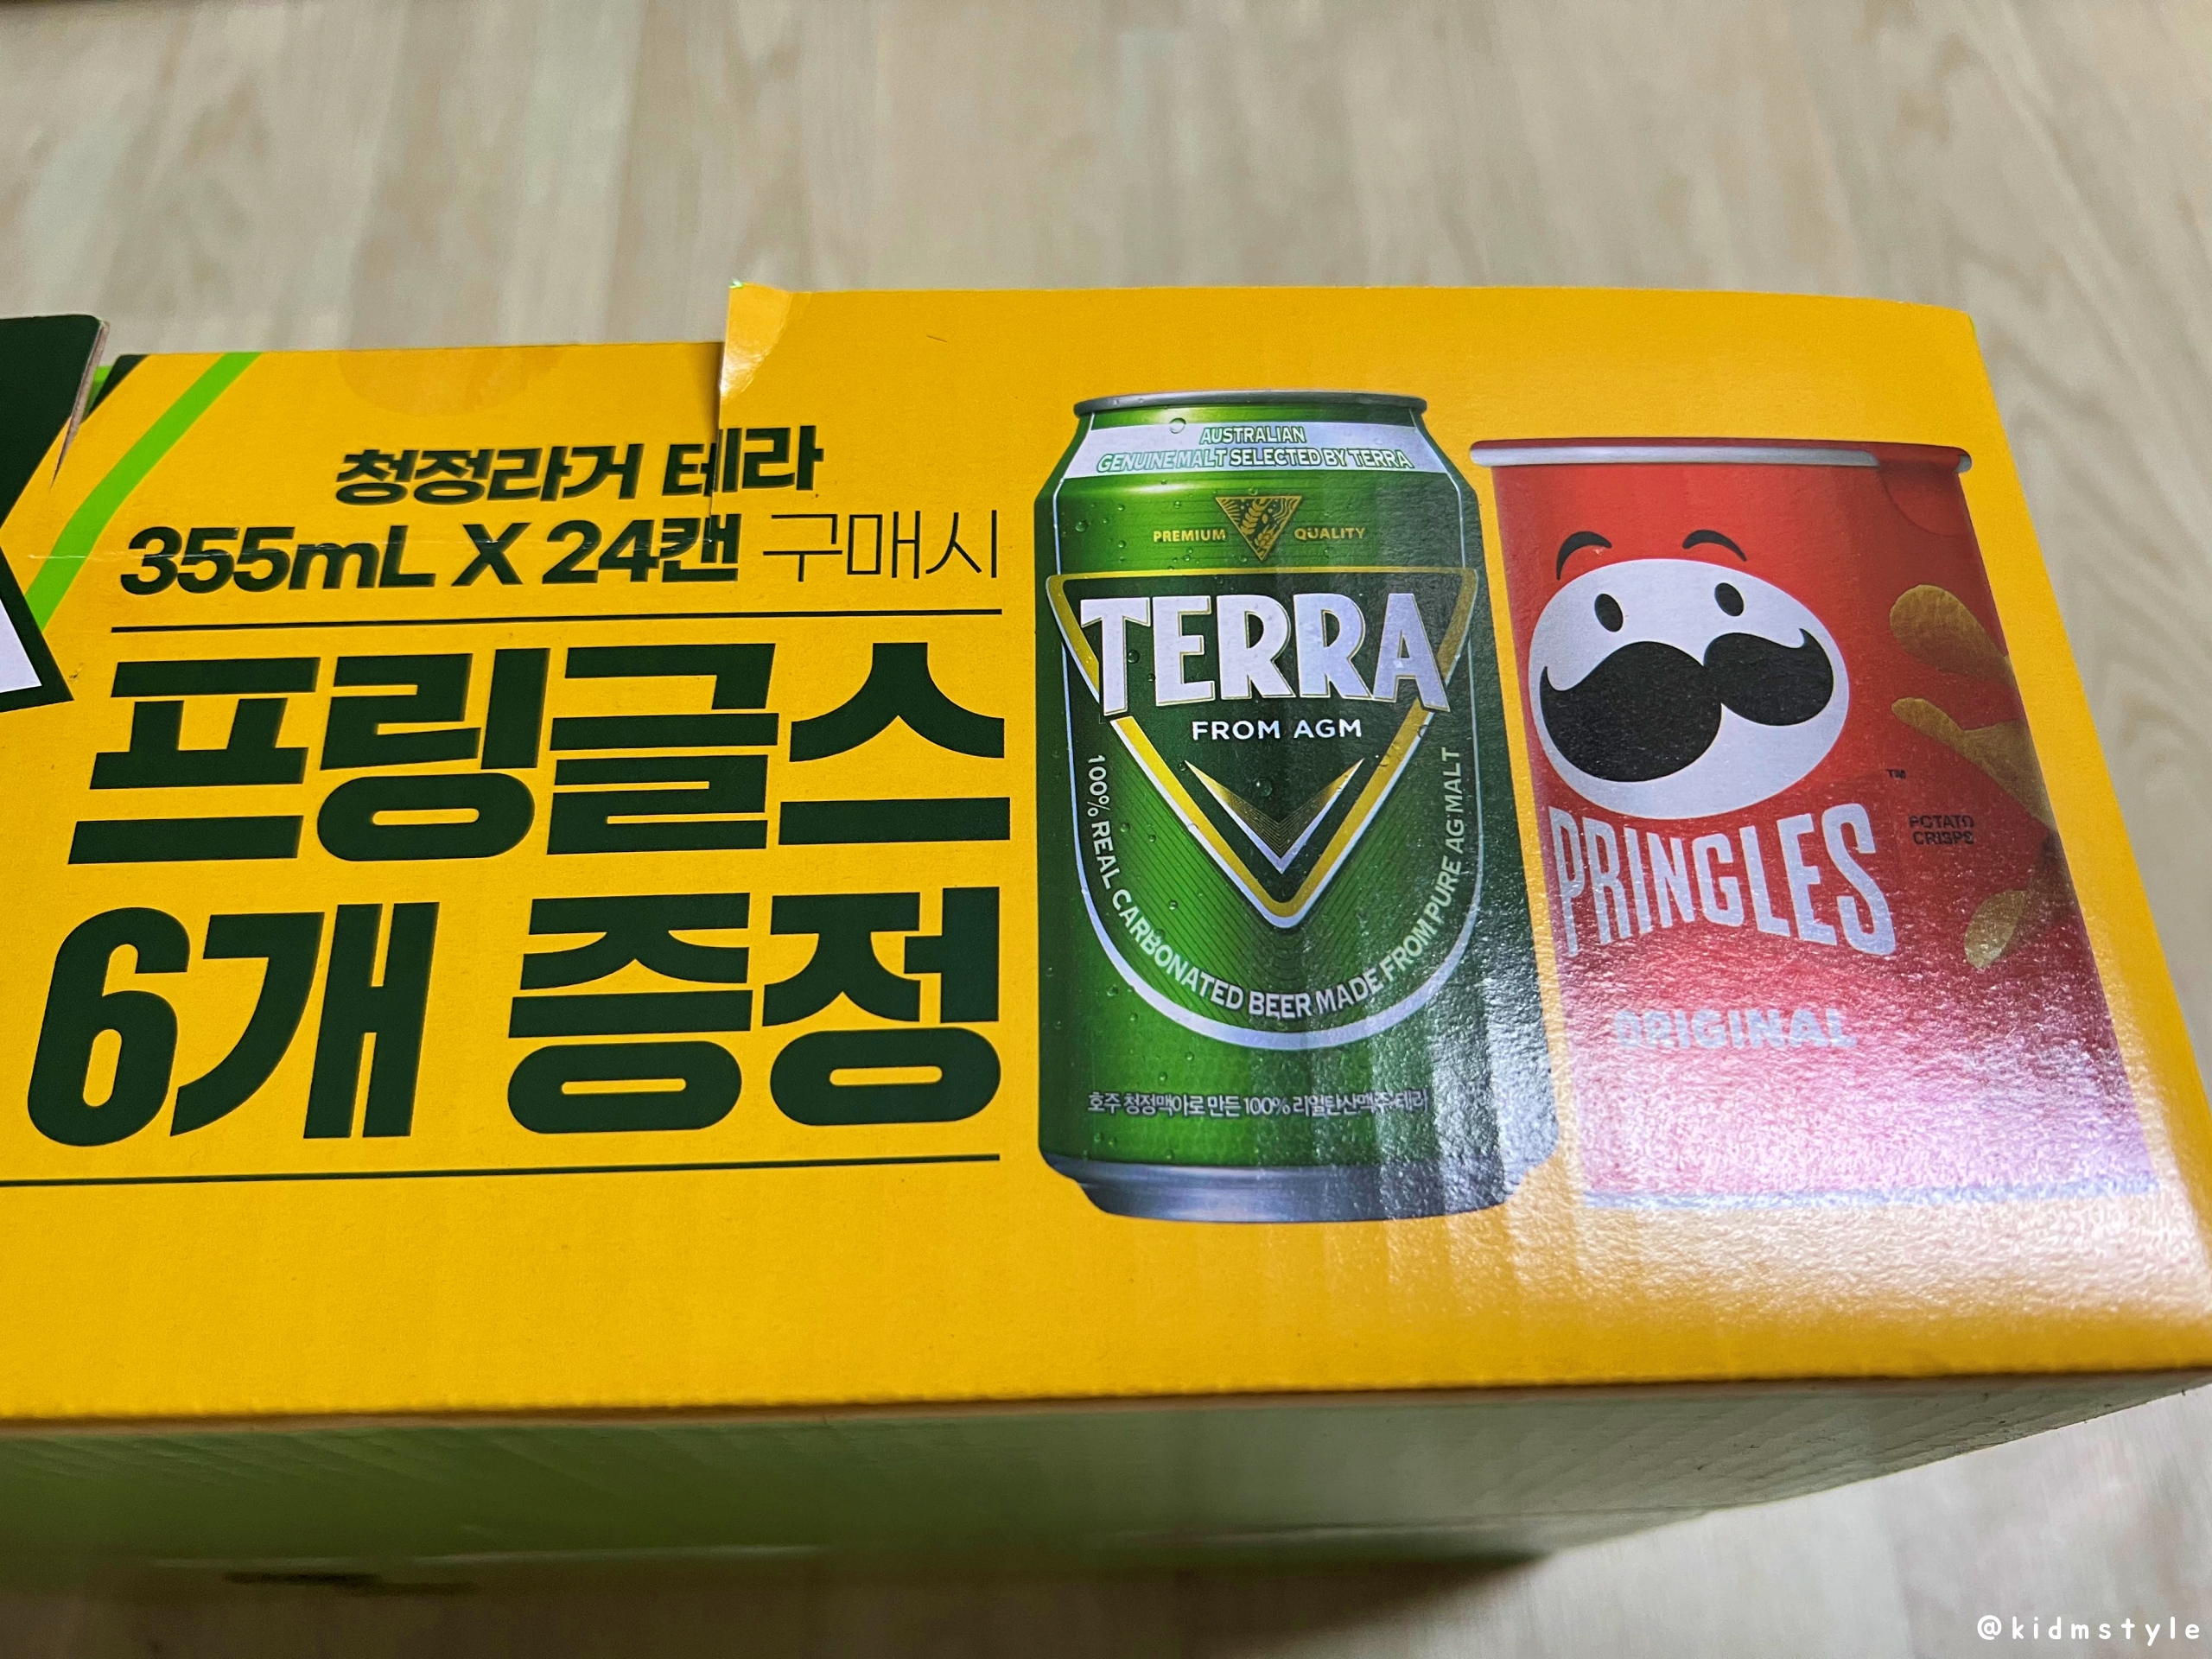 청정라거 테라
355mL X 24캔 구매시
프링글스
6개 증정
AUSTRALIAN
GENUINE MALT SELECTED BY TERRA
PREMIUM QUALITY
TERRA
FROM AGM
100% REAL CARBONATED BEER MADE FROM PURE AGMALT
호주 청정맥아로 만든 100% 리얼탄산맥주-테라
PRINGLES
TM
POTATO
CRISPS
ORIGINAL
@kidmstyle